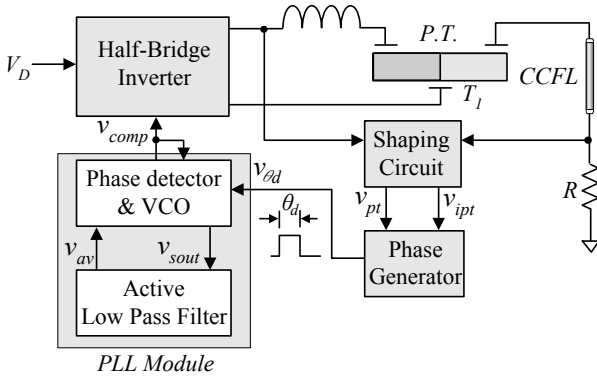 P.T.
Half-Bridge
Inverter
V_D
CCFL
T_1
v_comp
Shaping
Circuit
Phase detector
& VCO
v_θd
θ_d
v_pt
v_ipt
R
v_av
v_sout
Phase
Generator
Active
Low Pass Filter
PLL Module